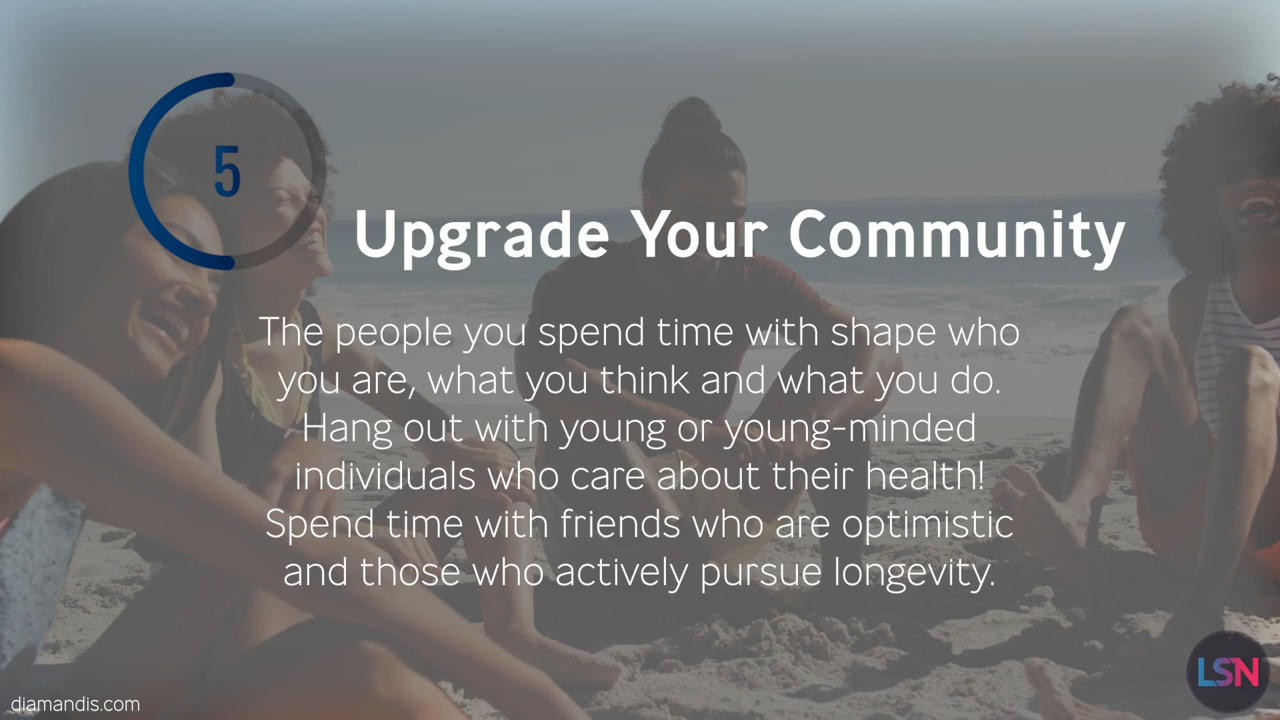 5
Upgrade Your Community
The people you spend time with shape who
you are, what you think and what you do.
Hang out with young or young-minded
individuals who care about their health!
Spend time with friends who are optimistic
and those who actively pursue longevity.
LSN
diamandis.com